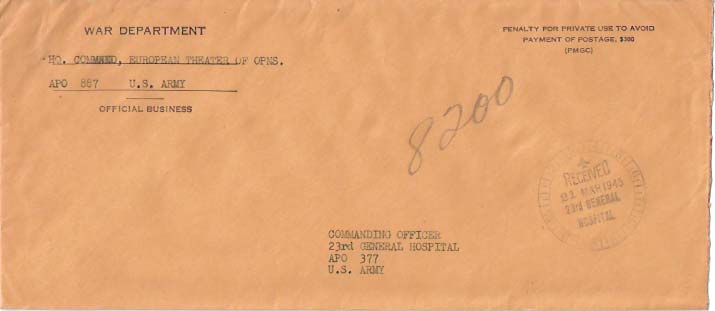 WAR DEPARTMENT
HQ. COMMAND, EUROPEAN THEATER OF OPNS.
APO 887 U.S. ARMY
OFFICIAL BUSINESS
PENALTY FOR PRIVATE USE TO AVOID
PAYMENT OF POSTAGE, $300
(PMGC)
8200
RECEIVED
21 MAR 1945
23rd GENERAL
HOSPITAL
COMMANDING OFFICER
23rd GENERAL HOSPITAL
APO 377
U.S. ARMY